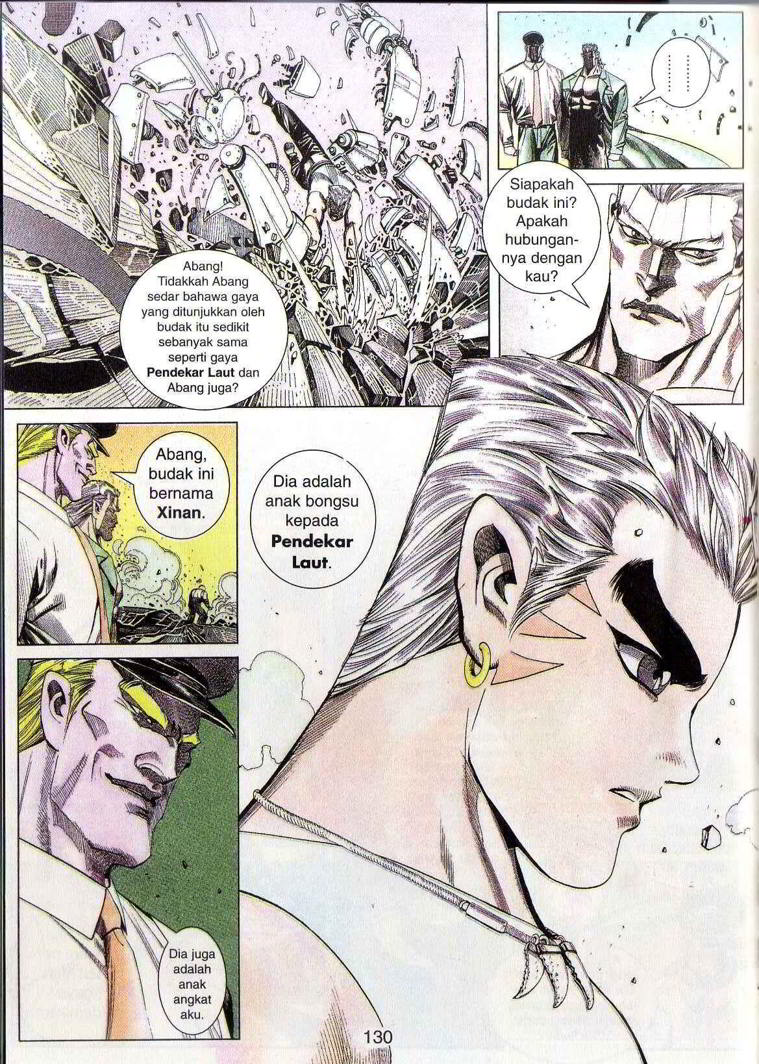 Abang!
Tidakkah Abang
sedar bahawa gaya
yang ditunjukkan oleh
budak itu sedikit
sebanyak sama
seperti gaya
Pendekar Laut dan
Abang juga?
Siapakah
budak ini?
Apakah
hubungan-
nya dengan
kau?
Abang,
budak ini
bernama
Xinan.
Dia adalah
anak bongsu
kepada
Pendekar
Laut.
Dia juga
adalah
anak
angkat
aku.
130